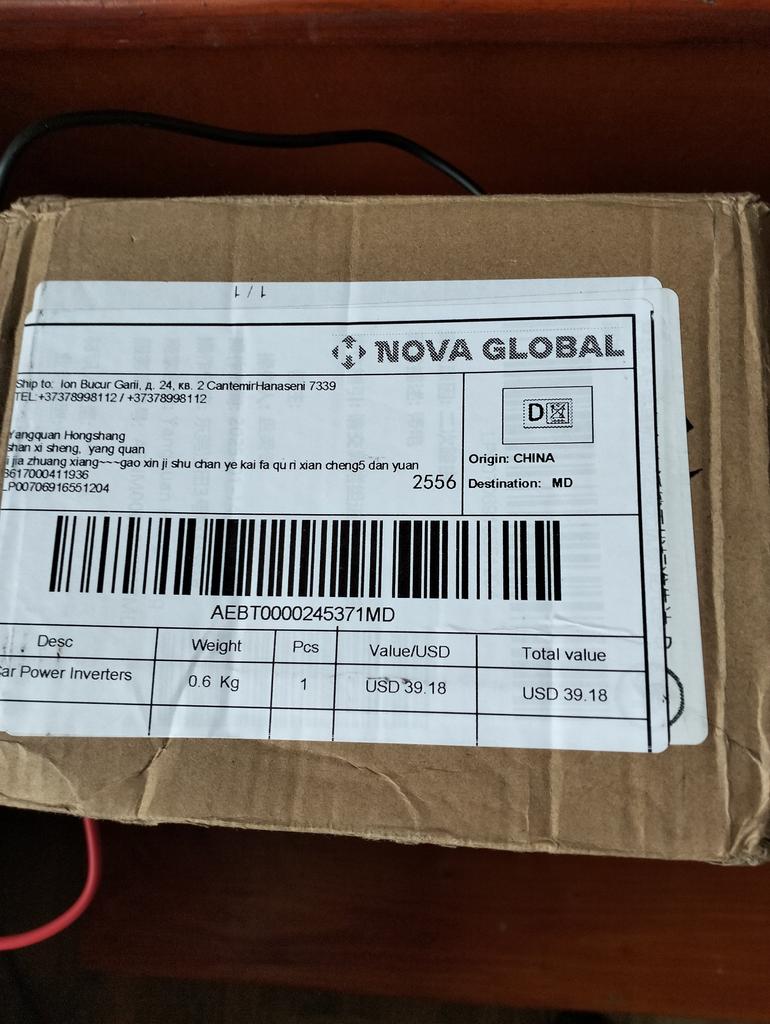 1 / 1
NOVA GLOBAL
Ship to: Ion Bucur Garii, д. 24, кв. 2 CantemirHanaseni 7339
TEL:+37378998112 / +37378998112
D
Yangquan Hongshang
shan xi sheng, yang quan
i jia zhuang xiang~~~gao xin ji shu chan ye kai fa qu ri xian cheng5 dan yuan
3617000411936
LP00706916551204
2556
Origin: CHINA
Destination: MD
AEBT0000245371MD
Desc Weight Pcs Value/USD Total value
ar Power Inverters 0.6 Kg 1 USD 39.18 USD 39.18